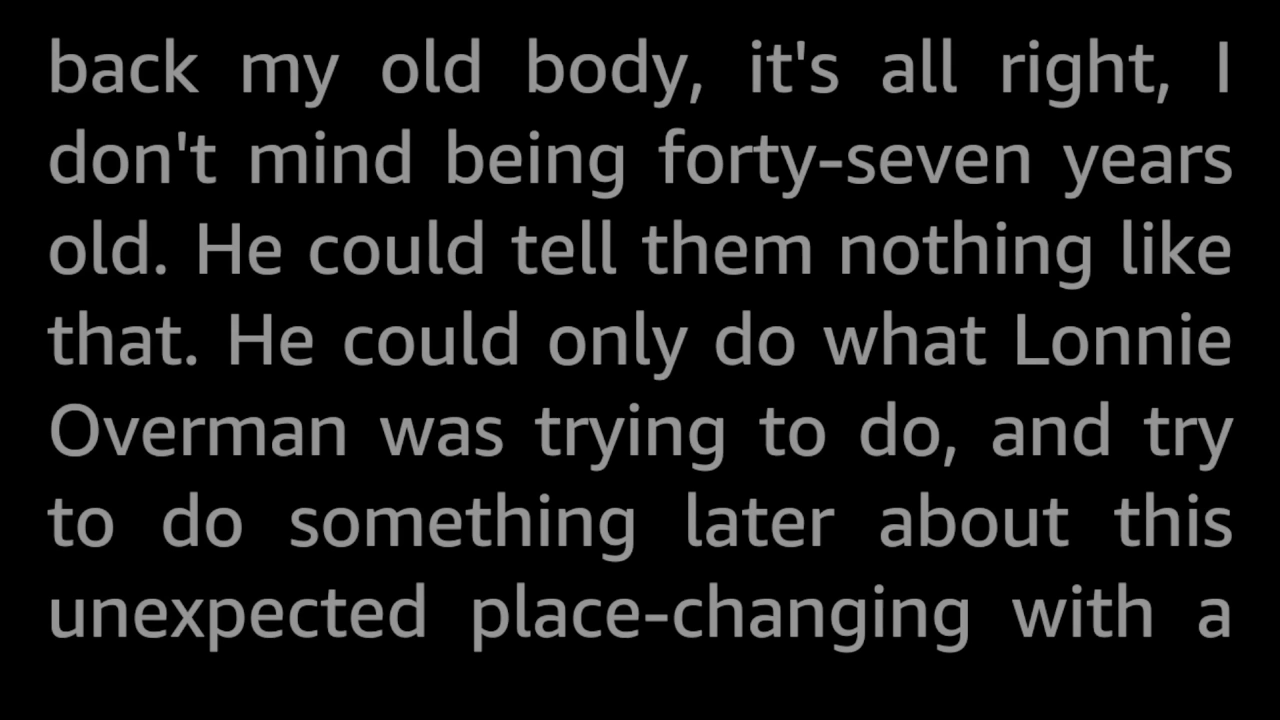 back my old body, it's all right, I
don't mind being forty-seven years
old. He could tell them nothing like
that. He could only do what Lonnie
Overman was trying to do, and try
to do something later about this
unexpected place-changing with a